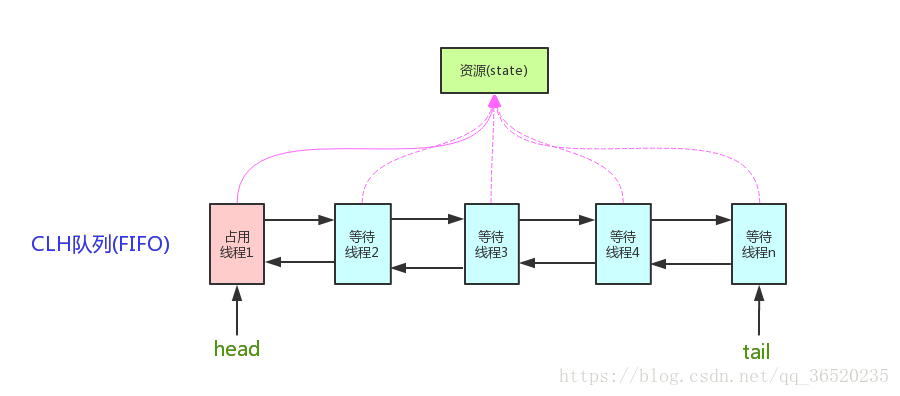 资源(state)
CLH队列(FIFO)
占用
线程1
等待
线程2
等待
线程3
等待
线程4
等待
线程n
head
tail
https://blog.csdn.net/qq_36520235